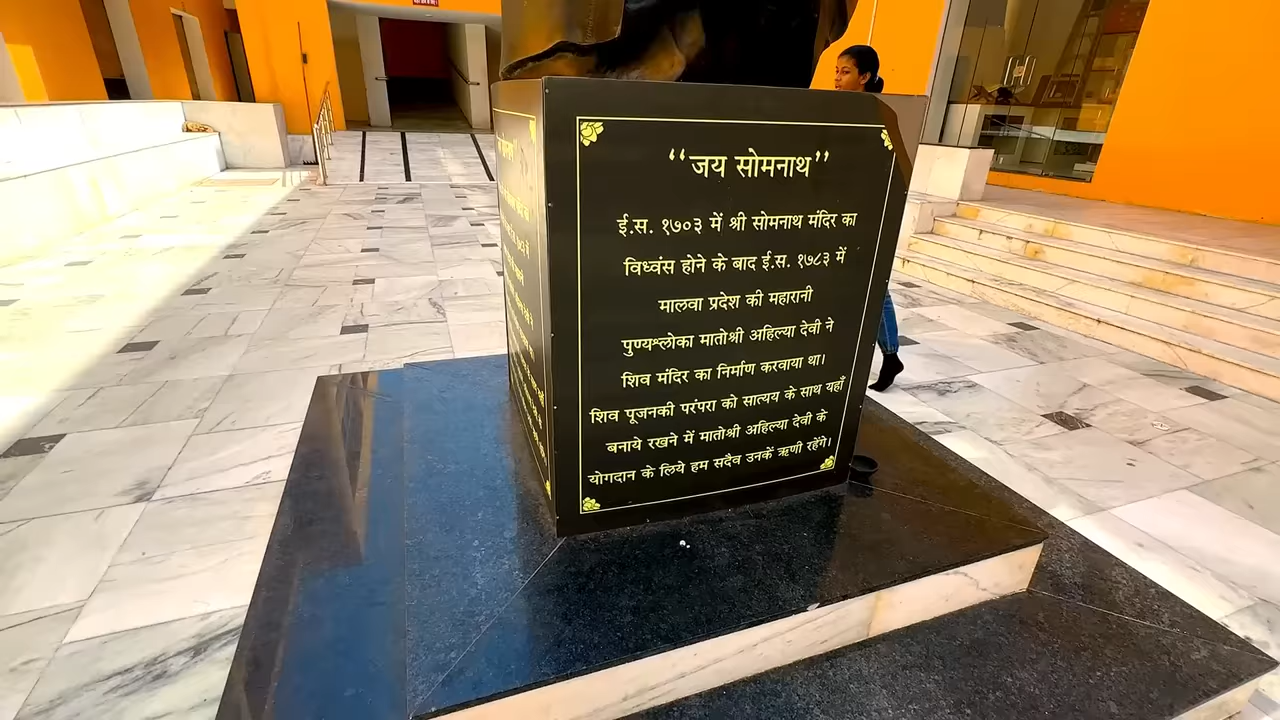 “जय सोमनाथ”
ई.स. १७०३ में श्री सोमनाथ मंदिर का
विध्वंस होने के बाद ई.स. १७८३ में
मालवा प्रदेश की महारानी
पुण्यश्लोका मातोश्री अहिल्या देवी ने
शिव मंदिर का निर्माण करवाया था।
शिव पूजनकी परंपरा को सात्यय के साथ यहाँ
बनाये रखने में मातोश्री अहिल्या देवी के
योगदान के लिये हम सदैव उनकें ऋणी रहेंगे।